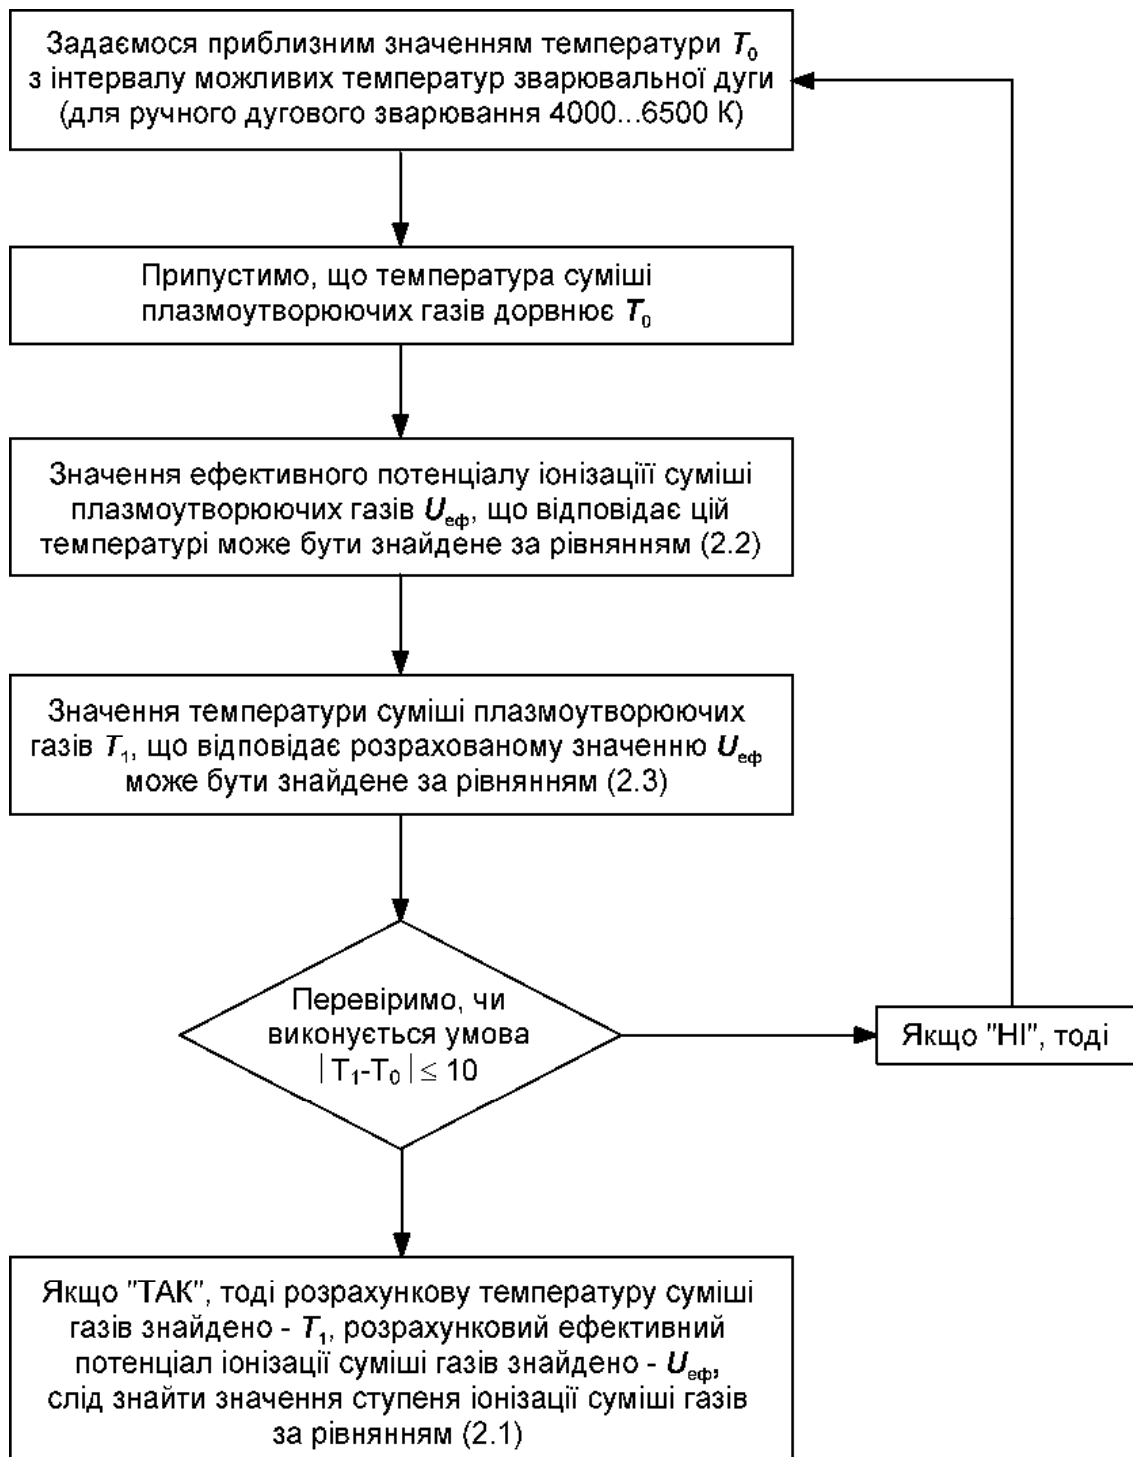 Задаємося приблизним значенням температури T₀
з інтервалу можливих температур зварювальної дуги
(для ручного дугового зварювання 4000...6500 К)
Припустимо, що температура суміші
плазмоутворюючих газів дорвнює T₀
Значення ефективного потенціалу іонізаціїї суміші
плазмоутворюючих газів Uеф, що відповідає цій
температурі може бути знайдене за рівнянням (2.2)
Значення температури суміші плазмоутворюючих
газів T₁, що відповідає розрахованому значенню Uеф
може бути знайдене за рівнянням (2.3)
Перевіримо, чи
виконується умова
|T₁-T₀| ≤ 10
Якщо "НІ", тоді
Якщо "ТАК", тоді розрахункову температуру суміші
газів знайдено - T₁, розрахунковий ефективний
потенціал іонізації суміші газів знайдено - Uеф,
слід знайти значення ступеня іонізації суміші газів
за рівнянням (2.1)